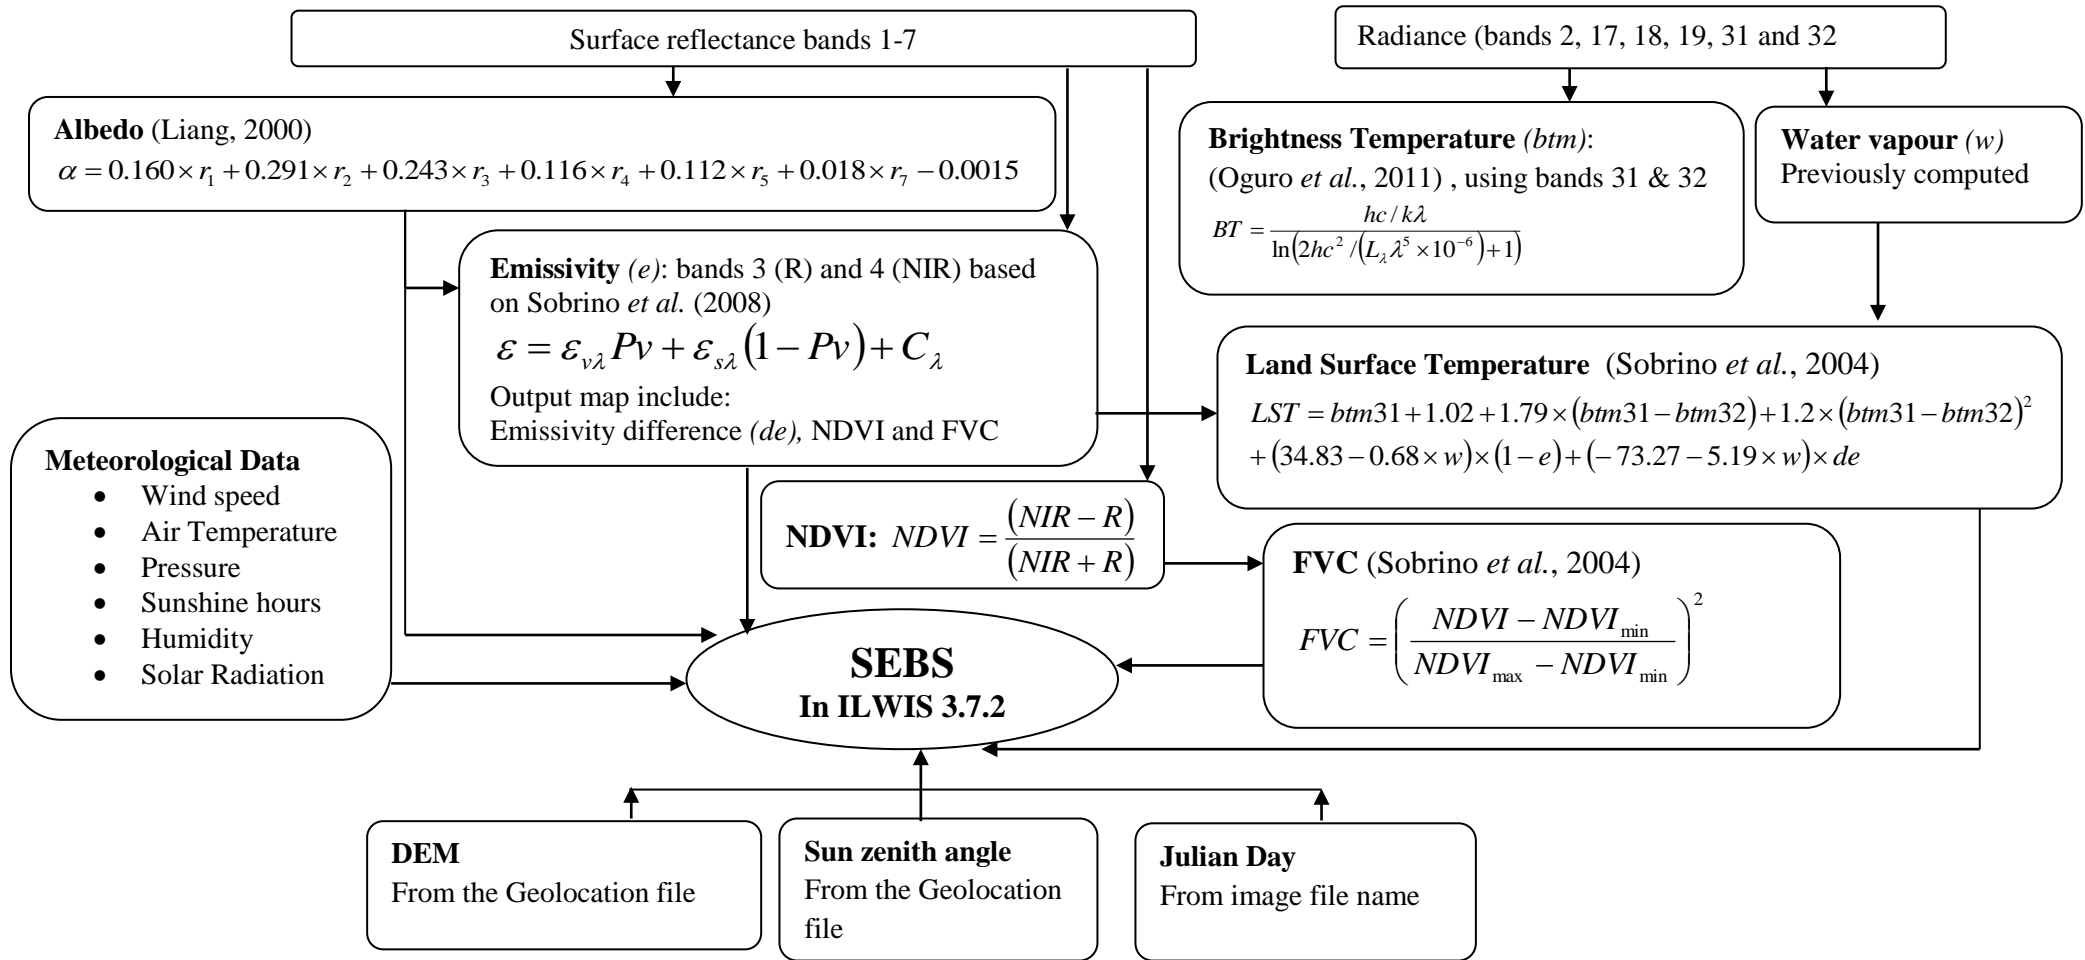 Surface reflectance bands 1-7
Radiance (bands 2, 17, 18, 19, 31 and 32
Albedo (Liang, 2000)
α = 0.160 × r₁ + 0.291 × r₂ + 0.243 × r₃ + 0.116 × r₄ + 0.112 × r₅ + 0.018 × r₇ − 0.0015
Brightness Temperature (btm):
(Oguro et al., 2011) , using bands 31 & 32
BT = hc / kλ
ln(2hc² /(L_λ λ⁵ × 10⁻⁶) + 1)
Water vapour (w)
Previously computed
Emissivity (e): bands 3 (R) and 4 (NIR) based
on Sobrino et al. (2008)
ε = ε_vλ Pv + ε_sλ (1 − Pv) + C_λ
Output map include:
Emissivity difference (de), NDVI and FVC
Land Surface Temperature (Sobrino et al., 2004)
LST = btm31 + 1.02 + 1.79 × (btm31 − btm32) + 1.2 × (btm31 − btm32)²
+ (34.83 − 0.68 × w) × (1 − e) + (− 73.27 − 5.19 × w) × de
Meteorological Data
• Wind speed
• Air Temperature
• Pressure
• Sunshine hours
• Humidity
• Solar Radiation
NDVI: NDVI = (NIR − R)
(NIR + R)
FVC (Sobrino et al., 2004)
FVC = (NDVI − NDVI_min
NDVI_max − NDVI_min)²
SEBS
In ILWIS 3.7.2
DEM
From the Geolocation file
Sun zenith angle
From the Geolocation
file
Julian Day
From image file name